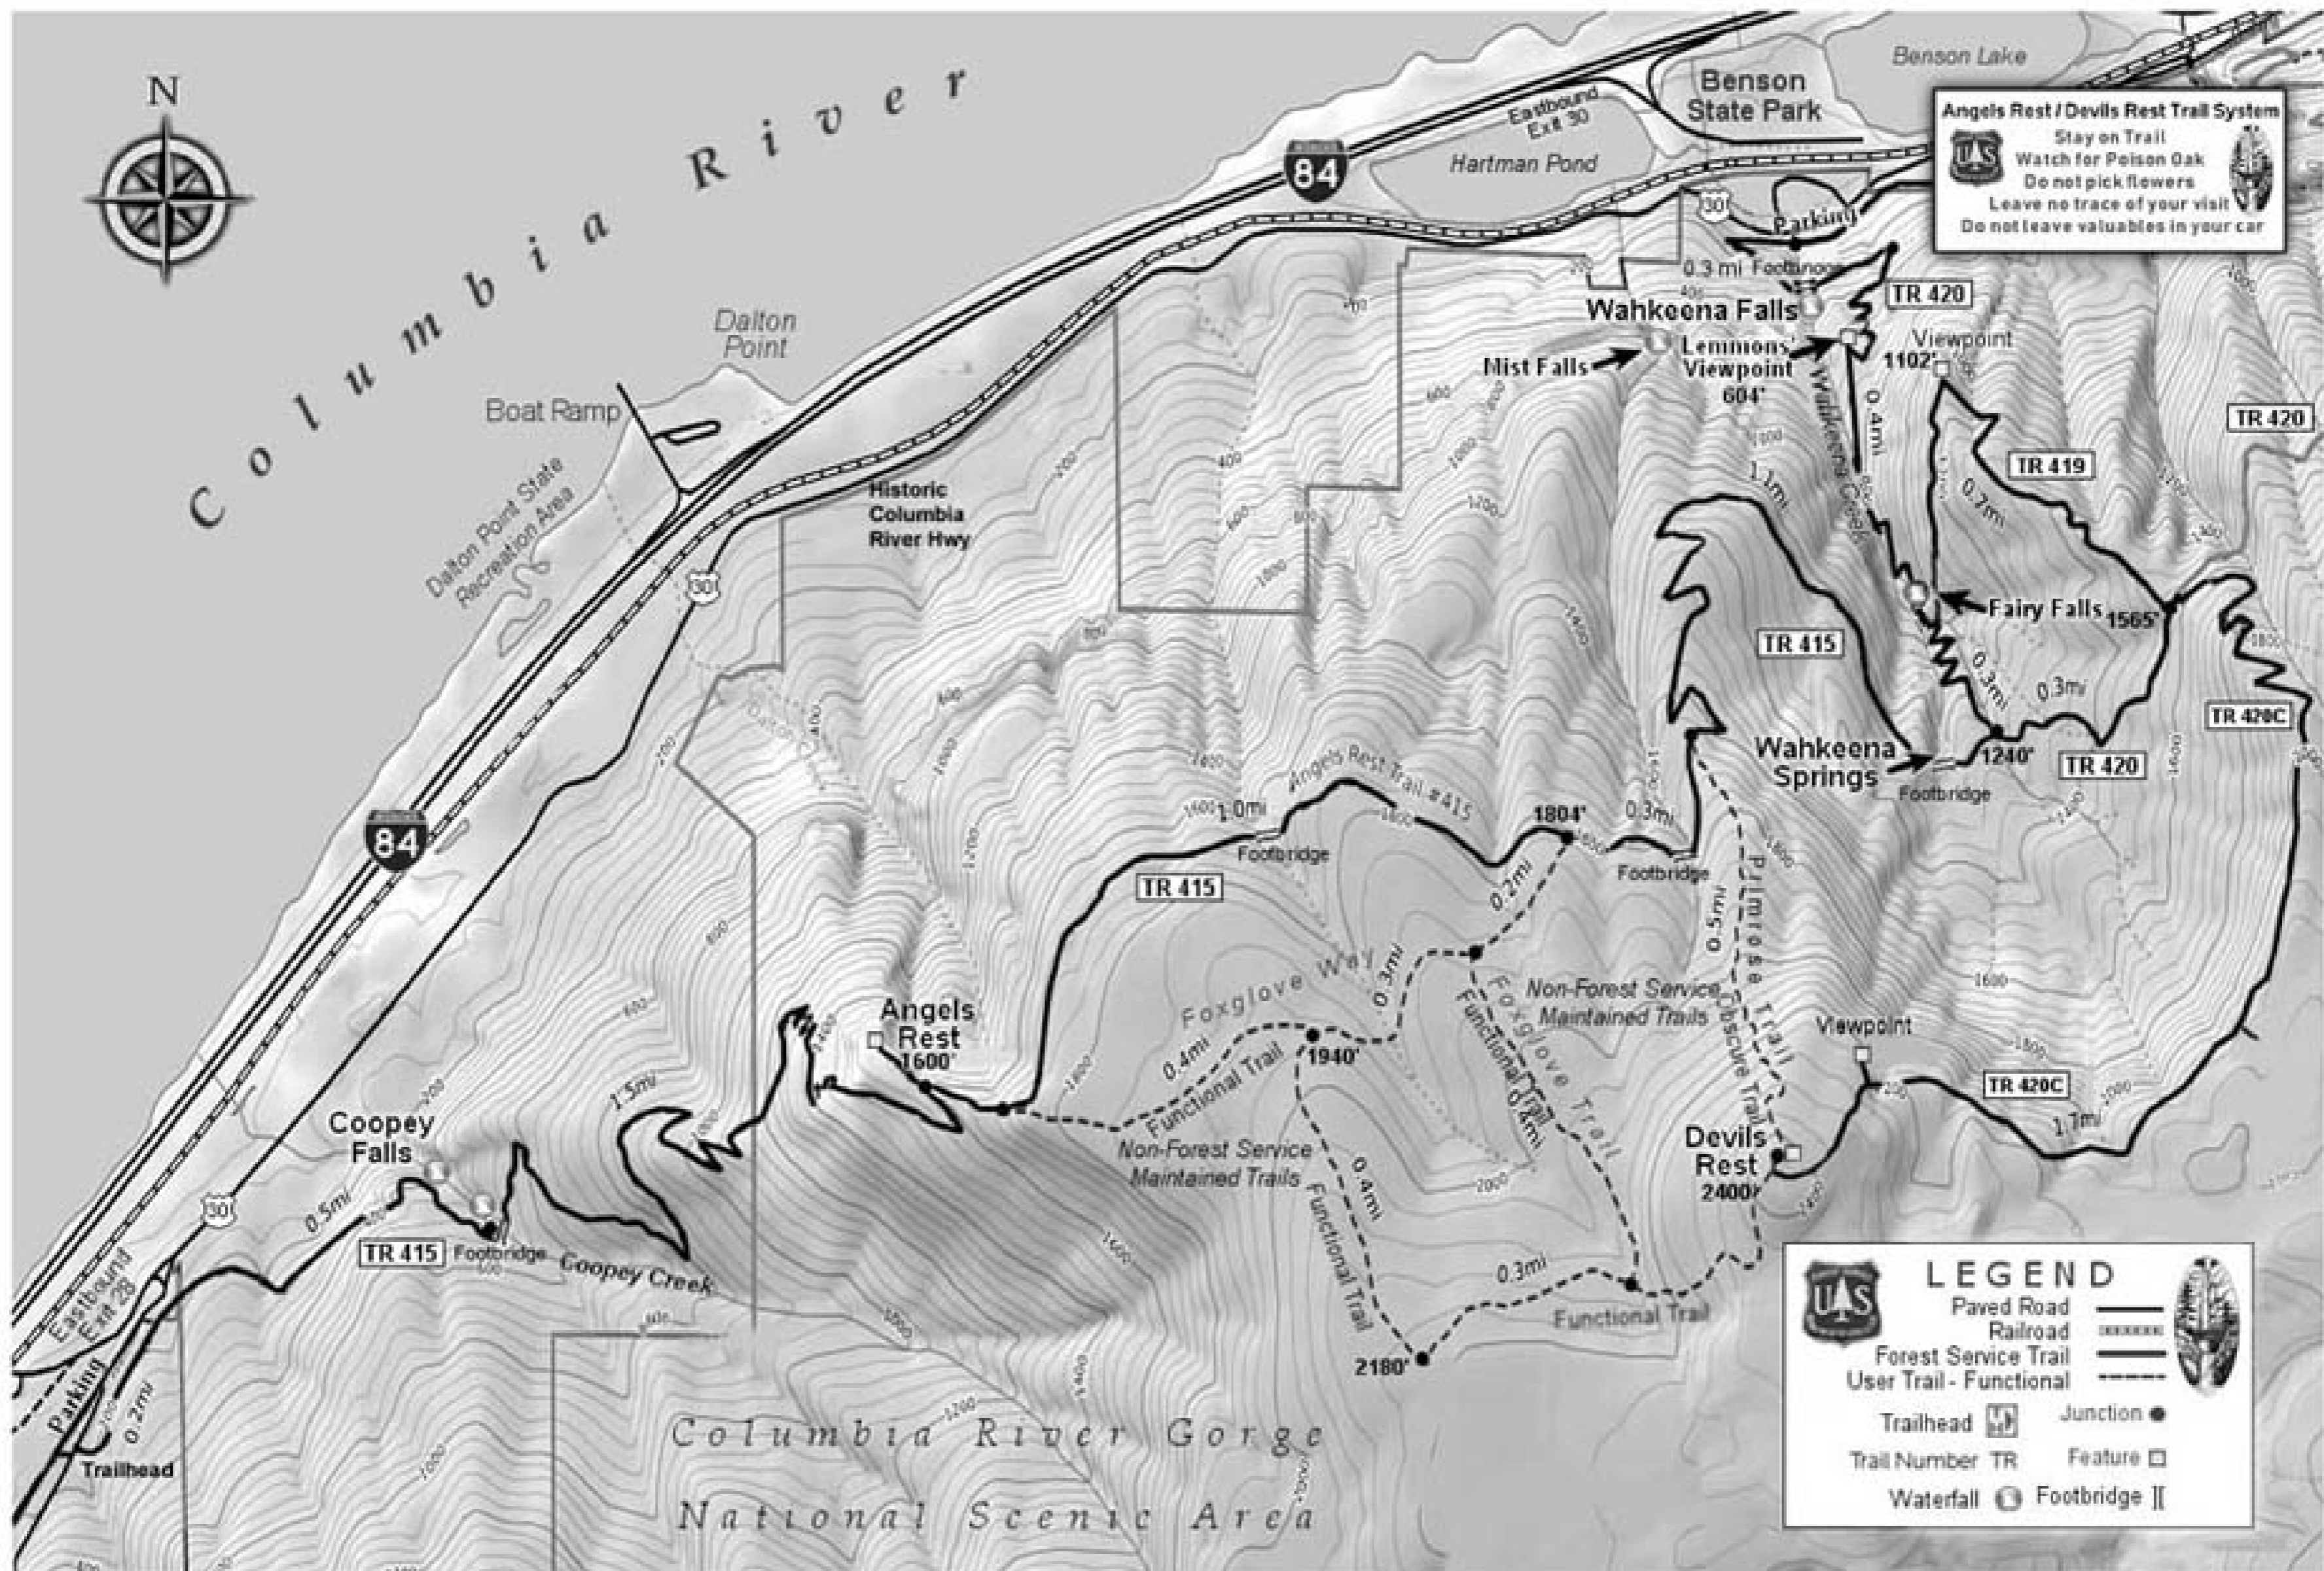 N
Columbia River
Benson Lake
Benson
State Park
Eastbound
Exit 30
Hartman Pond
84
30
Parking
Angels Rest / Devils Rest Trail System
Stay on Trail
Watch for Poison Oak
Do not pick flowers
Leave no trace of your visit
Do not leave valuables in your car
0.3 mi
TR 420
Wahkeena Falls
Mist Falls
Lemmons'
Viewpoint
604'
Viewpoint
1102'
Wahkeena Creek
0.4mi
TR 420
TR 419
0.7mi
1.1mi
Dalton
Point
Boat Ramp
Dalton Point State
Recreation Area
Historic
Columbia
River Hwy
30
Fairy Falls
1565'
TR 415
0.3mi
0.3mi
TR 420C
Wahkeena
Springs
1240'
TR 420
Footbridge
84
Angels Rest Trail #415
1.0mi
Footbridge
1804'
0.3mi
Footbridge
TR 415
0.2mi
0.5mi
Primrose Trail
Obscure Trail
Foxglove Way
0.3mi
Non-Forest Service
Maintained Trails
Foxglove Trail
Functional Trail
0.4mi
Angels
Rest
1600'
0.4mi
Functional Trail
1940'
Non-Forest Service
Maintained Trails
Viewpoint
TR 420C
1.7mi
Devils
Rest
2400'
1.5mi
Coopey
Falls
0.5mi
30
TR 415
Footbridge
Coopey Creek
0.4mi
Functional Trail
0.3mi
Functional Trail
2180'
Eastbound
Exit 28
Parking
0.2mi
Trailhead
Columbia River Gorge
National Scenic Area
LEGEND
Paved Road
Railroad
Forest Service Trail
User Trail - Functional
Trailhead
Junction
Trail Number TR
Feature
Waterfall
Footbridge